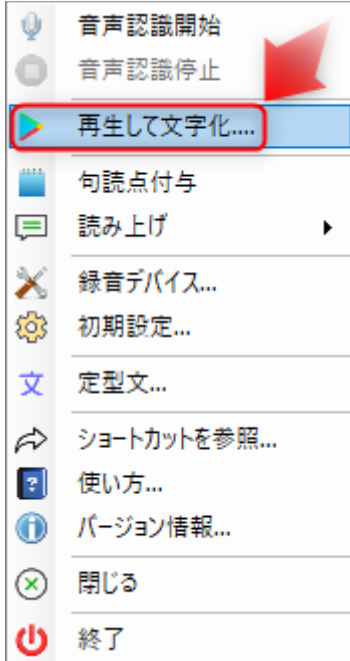 音声認識開始
音声認識停止
再生して文字化....
句読点付与
読み上げ
録音デバイス...
初期設定...
定型文...
ショートカットを参照...
使い方...
バージョン情報...
閉じる
終了